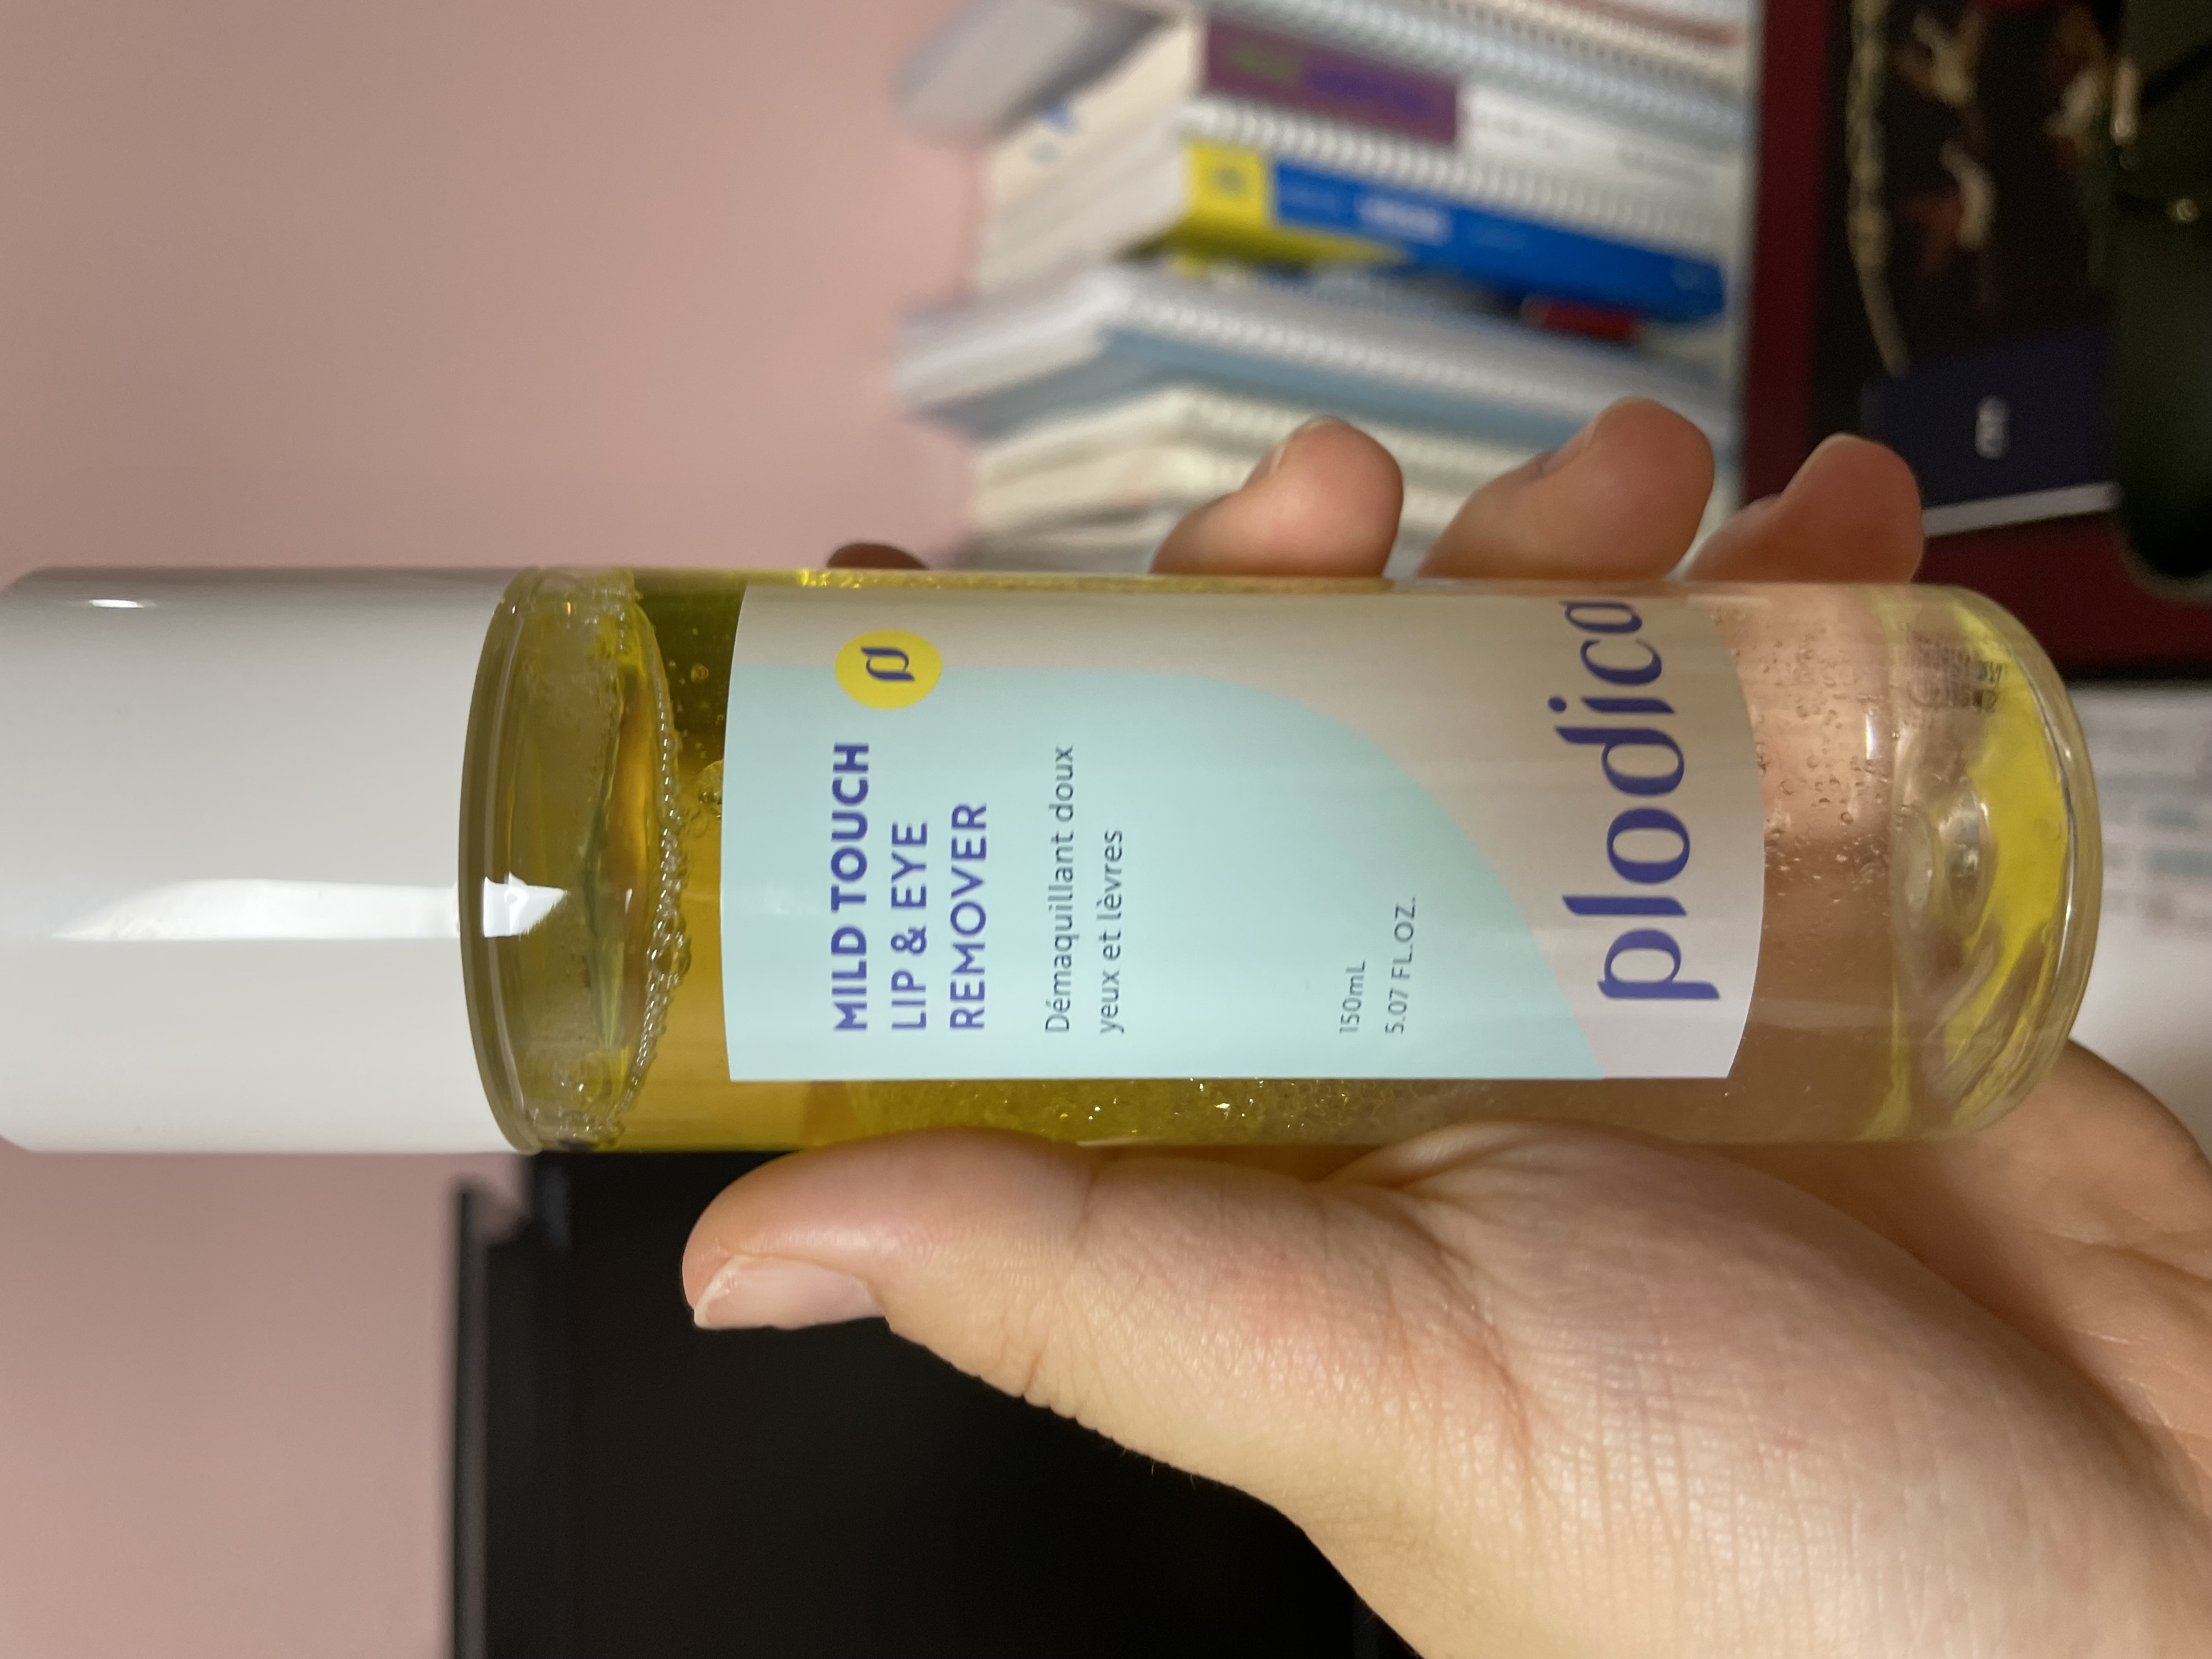 MILD TOUCH
LIP & EYE
REMOVER
Démaquillant doux
yeux et lèvres
150mL
5.07 FL.OZ.
plodica